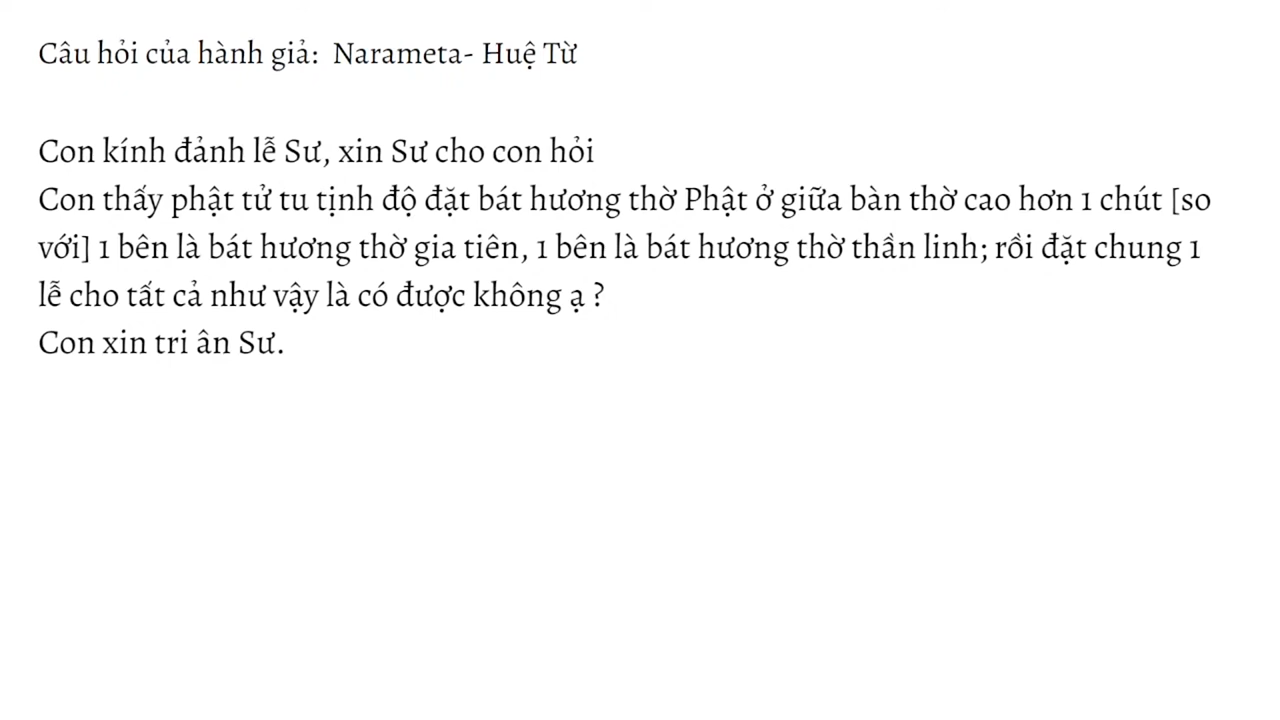 Câu hỏi của hành giả: Narameta- Huệ Từ
Con kính đảnh lễ Sư, xin Sư cho con hỏi
Con thấy phật tử tu tịnh độ đặt bát hương thờ Phật ở giữa bàn thờ cao hơn 1 chút [so
với] 1 bên là bát hương thờ gia tiên, 1 bên là bát hương thờ thần linh; rồi đặt chung 1
lễ cho tất cả như vậy là có được không ạ ?
Con xin tri ân Sư.